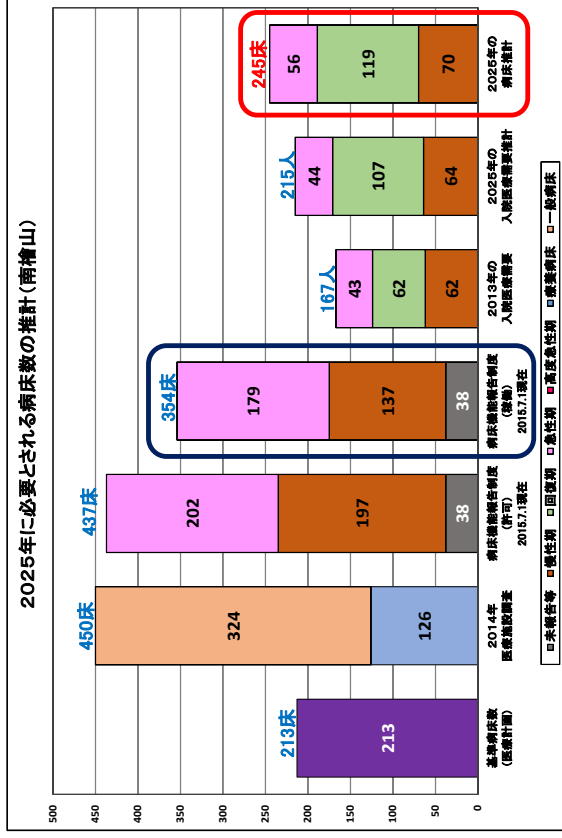 2025年に必要とされる病床数の推計(南檜山)
500
450
400
350
300
250
200
150
100
50
0
213床
213
基準病床数
(医療計画)
450床
324
126
2014年
医療施設調査
437床
202
197
38
病床機能報告制度
(許可)
2015.7.1現在
354床
179
137
38
病床機能報告制度
(稼働)
2015.7.1現在
167人
43
62
62
2013年の
入院医療需要
215人
44
107
64
2025年の
入院医療需要推計
245床
56
119
70
2025年の
病床推計
未報告等 慢性期 回復期 急性期 高度急性期 療養病床 一般病床